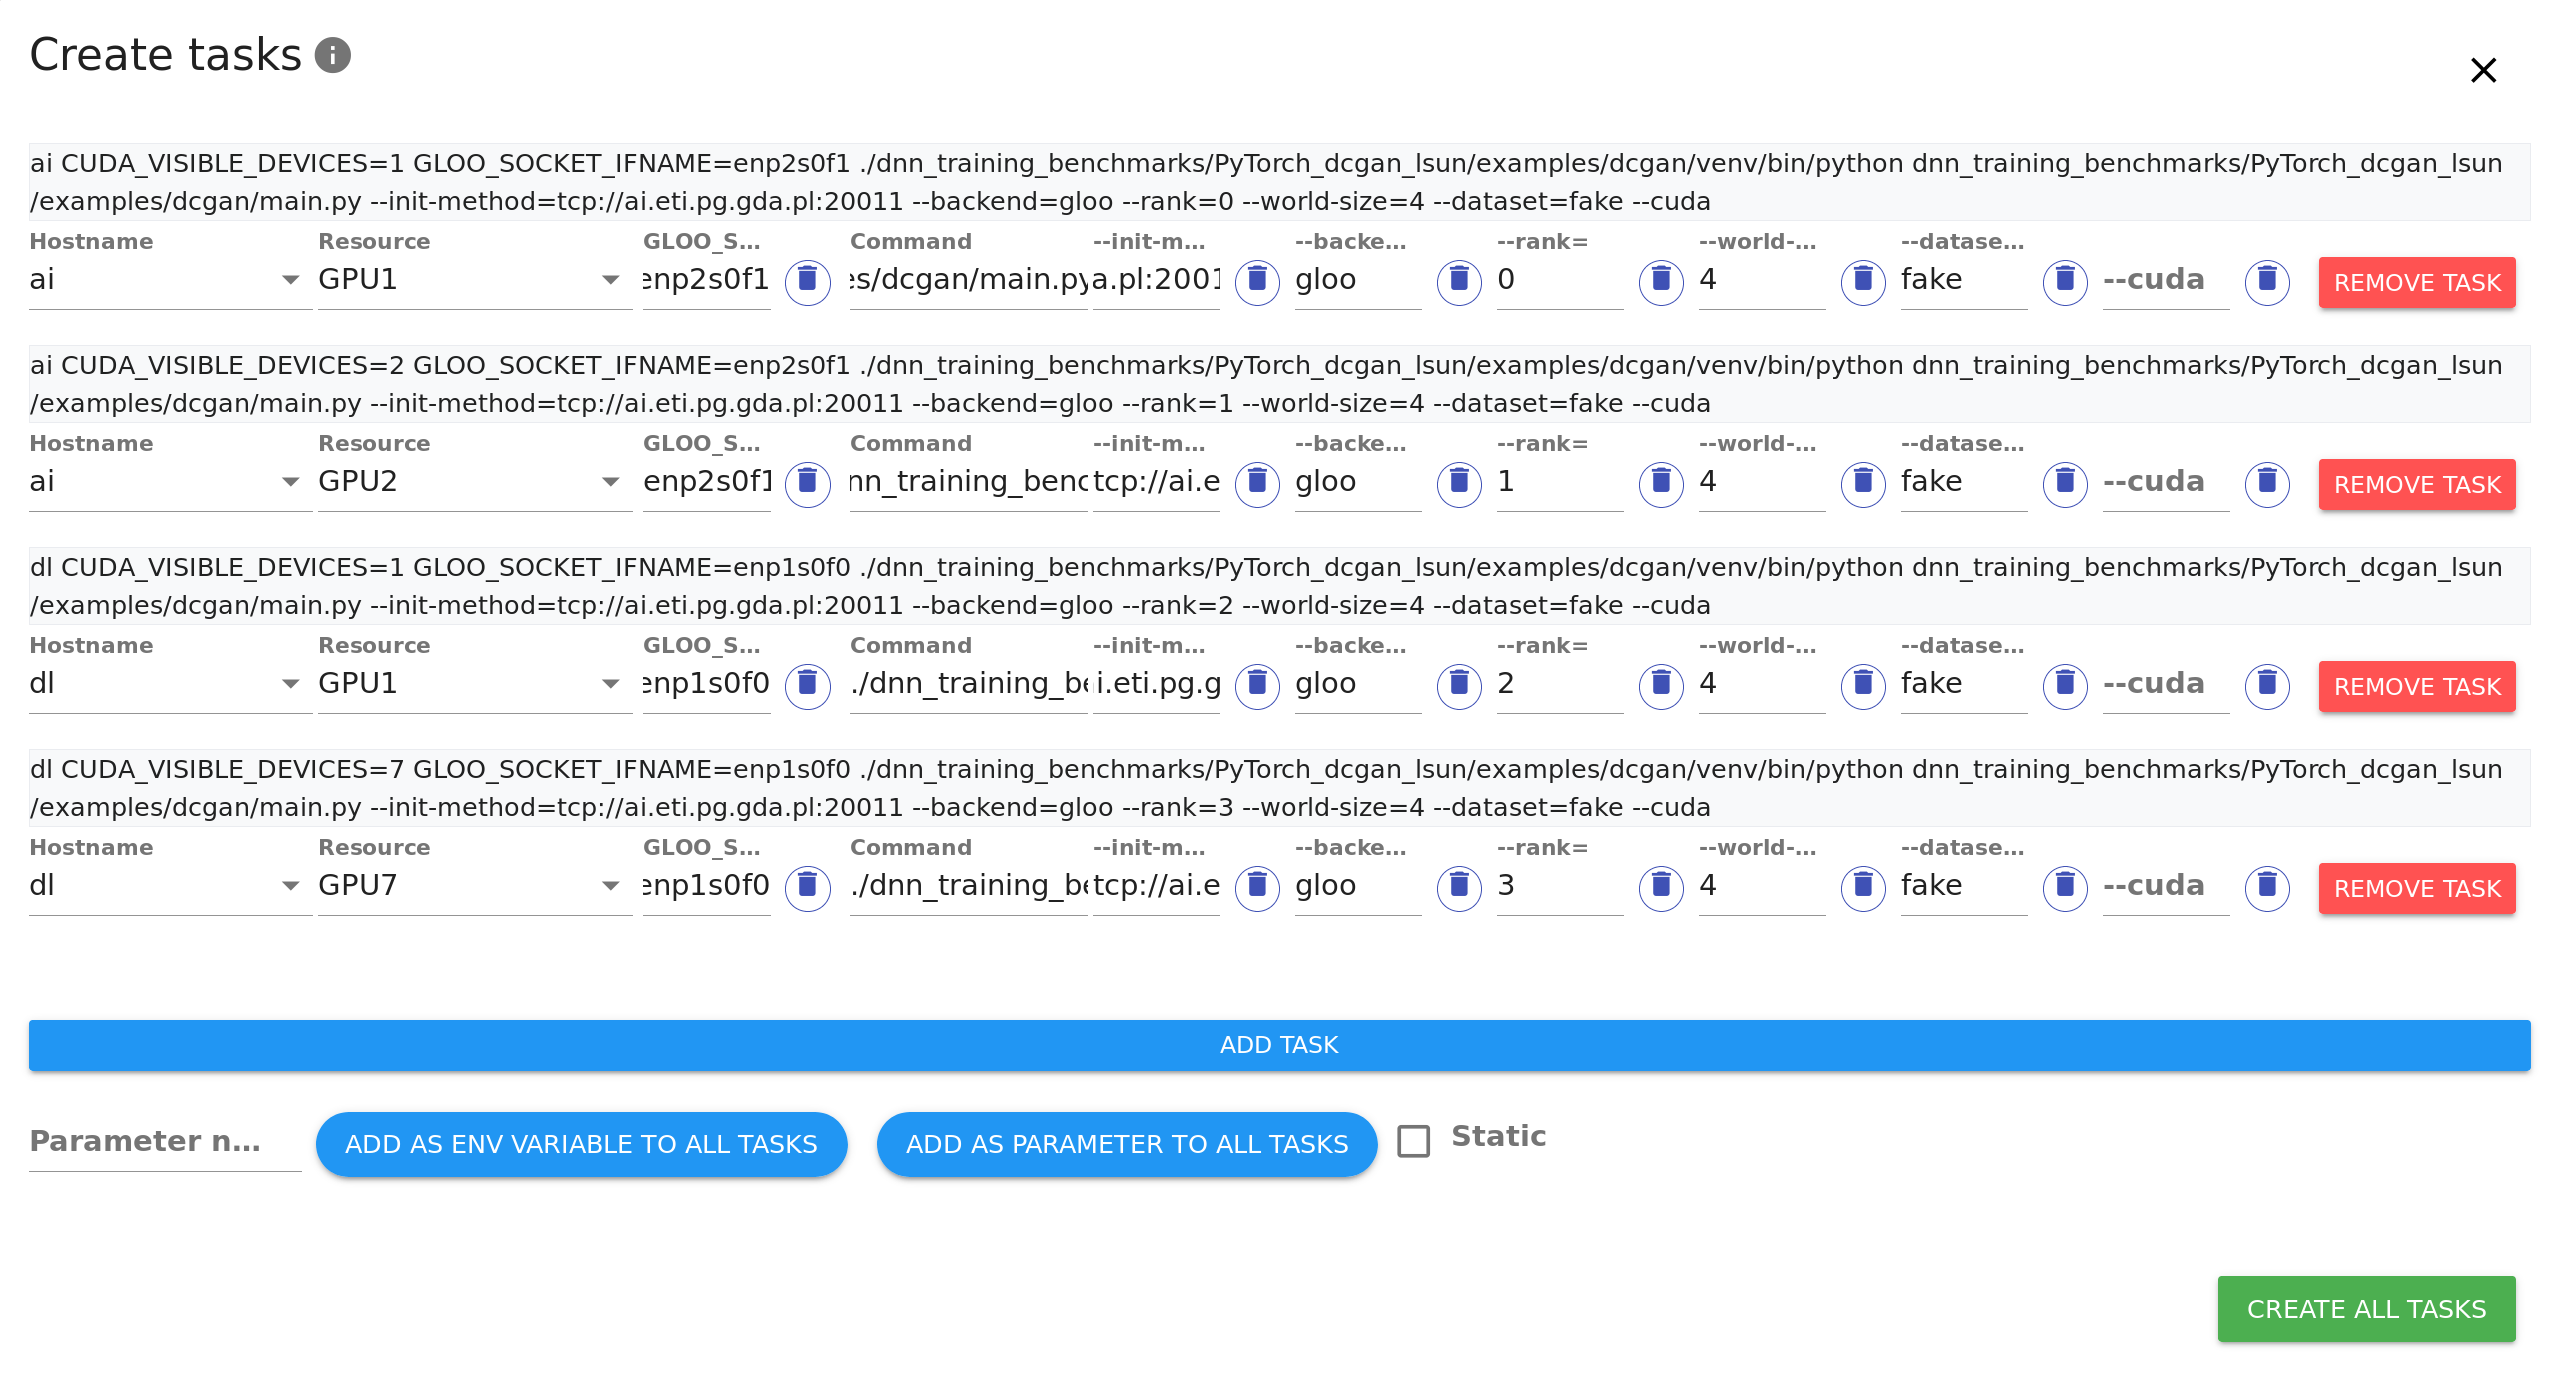 Create tasks
ai CUDA_VISIBLE_DEVICES=1 GLOO_SOCKET_IFNAME=enp2s0f1 ./dnn_training_benchmarks/PyTorch_dcgan_lsun/examples/dcgan/venv/bin/python dnn_training_benchmarks/PyTorch_dcgan_lsun
/examples/dcgan/main.py --init-method=tcp://ai.eti.pg.gda.pl:20011 --backend=gloo --rank=0 --world-size=4 --dataset=fake --cuda
Hostname Resource GLOO_S... Command --init-m... --backe... --rank= --world-... --datase...
ai GPU1 enp2s0f1 es/dcgan/main.py a.pl:2001 gloo 0 4 fake --cuda REMOVE TASK
ai CUDA_VISIBLE_DEVICES=2 GLOO_SOCKET_IFNAME=enp2s0f1 ./dnn_training_benchmarks/PyTorch_dcgan_lsun/examples/dcgan/venv/bin/python dnn_training_benchmarks/PyTorch_dcgan_lsun
/examples/dcgan/main.py --init-method=tcp://ai.eti.pg.gda.pl:20011 --backend=gloo --rank=1 --world-size=4 --dataset=fake --cuda
Hostname Resource GLOO_S... Command --init-m... --backe... --rank= --world-... --datase...
ai GPU2 enp2s0f1 nn_training_benc tcp://ai.e gloo 1 4 fake --cuda REMOVE TASK
dl CUDA_VISIBLE_DEVICES=1 GLOO_SOCKET_IFNAME=enp1s0f0 ./dnn_training_benchmarks/PyTorch_dcgan_lsun/examples/dcgan/venv/bin/python dnn_training_benchmarks/PyTorch_dcgan_lsun
/examples/dcgan/main.py --init-method=tcp://ai.eti.pg.gda.pl:20011 --backend=gloo --rank=2 --world-size=4 --dataset=fake --cuda
Hostname Resource GLOO_S... Command --init-m... --backe... --rank= --world-... --datase...
dl GPU1 enp1s0f0 ./dnn_training_be i.eti.pg.g gloo 2 4 fake --cuda REMOVE TASK
dl CUDA_VISIBLE_DEVICES=7 GLOO_SOCKET_IFNAME=enp1s0f0 ./dnn_training_benchmarks/PyTorch_dcgan_lsun/examples/dcgan/venv/bin/python dnn_training_benchmarks/PyTorch_dcgan_lsun
/examples/dcgan/main.py --init-method=tcp://ai.eti.pg.gda.pl:20011 --backend=gloo --rank=3 --world-size=4 --dataset=fake --cuda
Hostname Resource GLOO_S... Command --init-m... --backe... --rank= --world-... --datase...
dl GPU7 enp1s0f0 ./dnn_training_be tcp://ai.e gloo 3 4 fake --cuda REMOVE TASK
ADD TASK
Parameter n... ADD AS ENV VARIABLE TO ALL TASKS ADD AS PARAMETER TO ALL TASKS Static
CREATE ALL TASKS